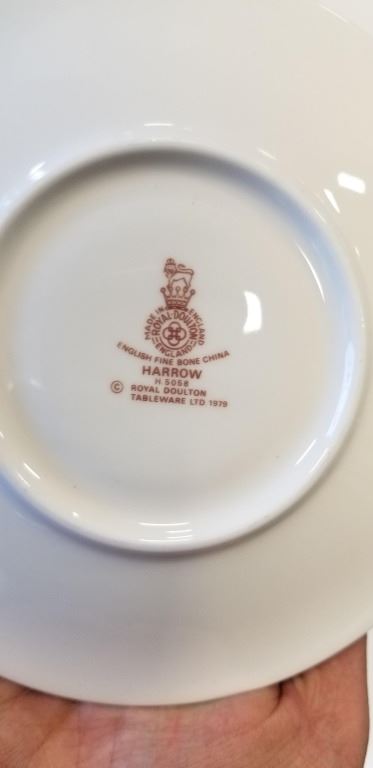 MADE IN ENGLAND
ROYAL·DOULTON
ENGLAND
ENGLISH FINE BONE CHINA
HARROW
H. 5058
© ROYAL DOULTON
TABLEWARE LTD 1979